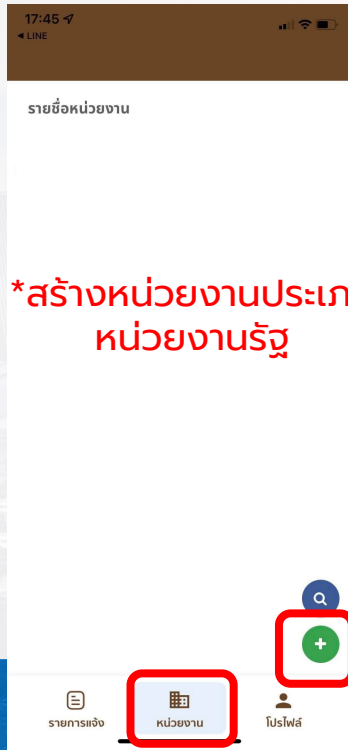 17:45
◀ LINE
รายชื่อหน่วยงาน
*สร้างหน่วยงานประเภ
หน่วยงานรัฐ
รายการแจ้ง
หน่วยงาน
โปรไฟล์